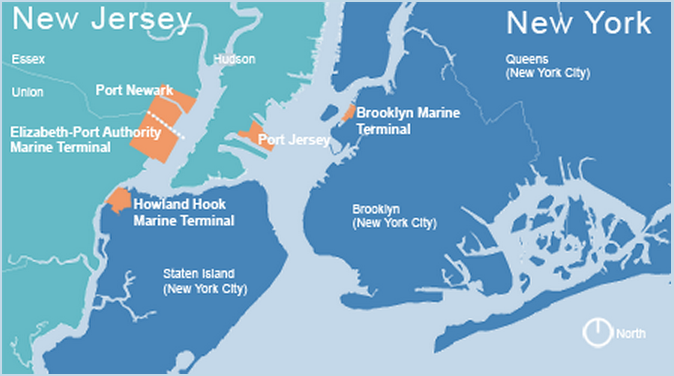 New Jersey
New York
Essex
Hudson
Queens
(New York City)
Union
Port Newark
Brooklyn Marine
Terminal
Elizabeth-Port Authority
Marine Terminal
Port Jersey
Howland Hook
Marine Terminal
Brooklyn
(New York City)
Staten Island
(New York City)
North